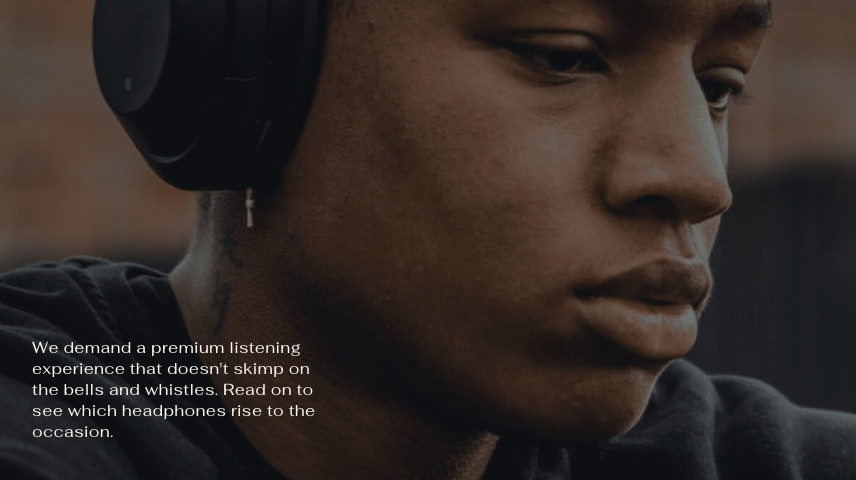 We demand a premium listening
experience that doesn't skimp on
the bells and whistles. Read on to
see which headphones rise to the
occasion.